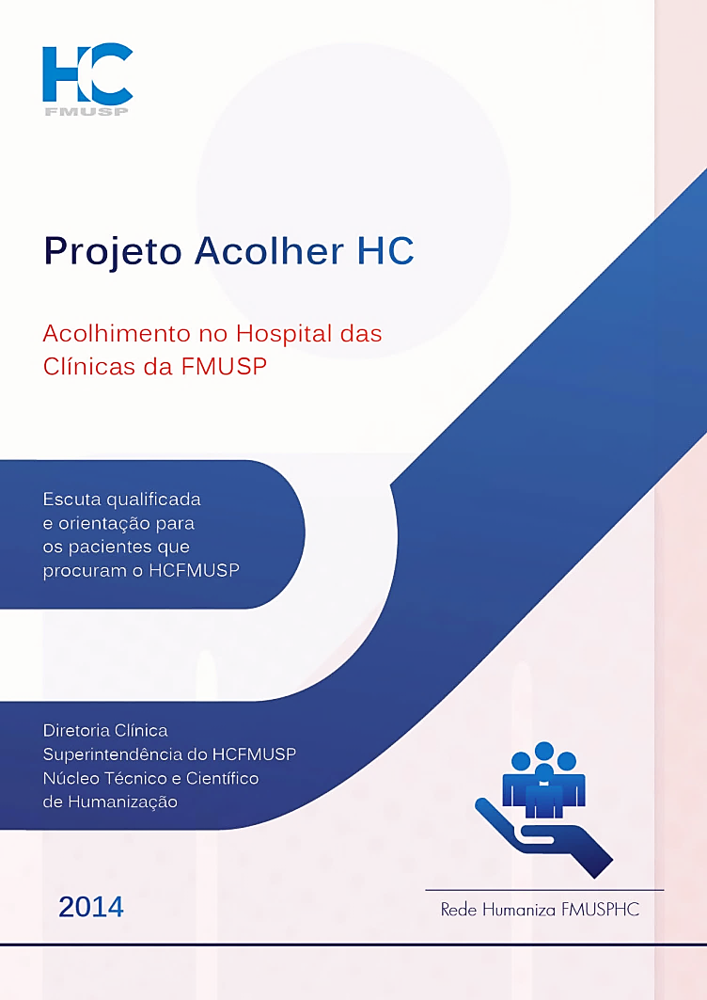 HC
FMUSP
Projeto Acolher HC
Acolhimento no Hospital das
Clínicas da FMUSP
Escuta qualificada
e orientação para
os pacientes que
procuram o HCFMUSP
Diretoria Clínica
Superintendência do HCFMUSP
Núcleo Técnico e Científico
de Humanização
2014
Rede Humaniza FMUSPHC